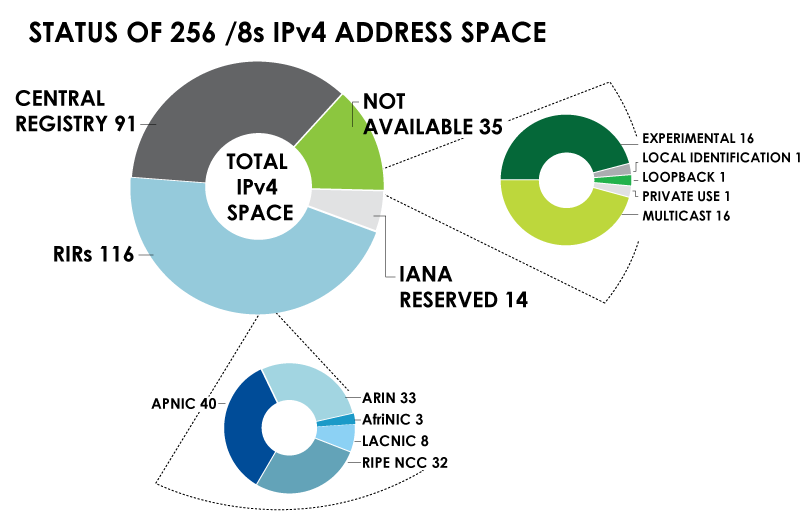 STATUS OF 256 /8s IPv4 ADDRESS SPACE
CENTRAL
REGISTRY 91
NOT
AVAILABLE 35
TOTAL
IPv4
SPACE
RIRs 116
IANA
RESERVED 14
EXPERIMENTAL 16
LOCAL IDENTIFICATION 1
LOOPBACK 1
PRIVATE USE 1
MULTICAST 16
APNIC 40
ARIN 33
AfriNIC 3
LACNIC 8
RIPE NCC 32